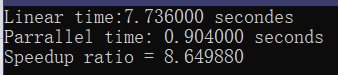 Linear time:7.736000 secondes
Parrallel time: 0.904000 seconds
Speedup ratio = 8.649880